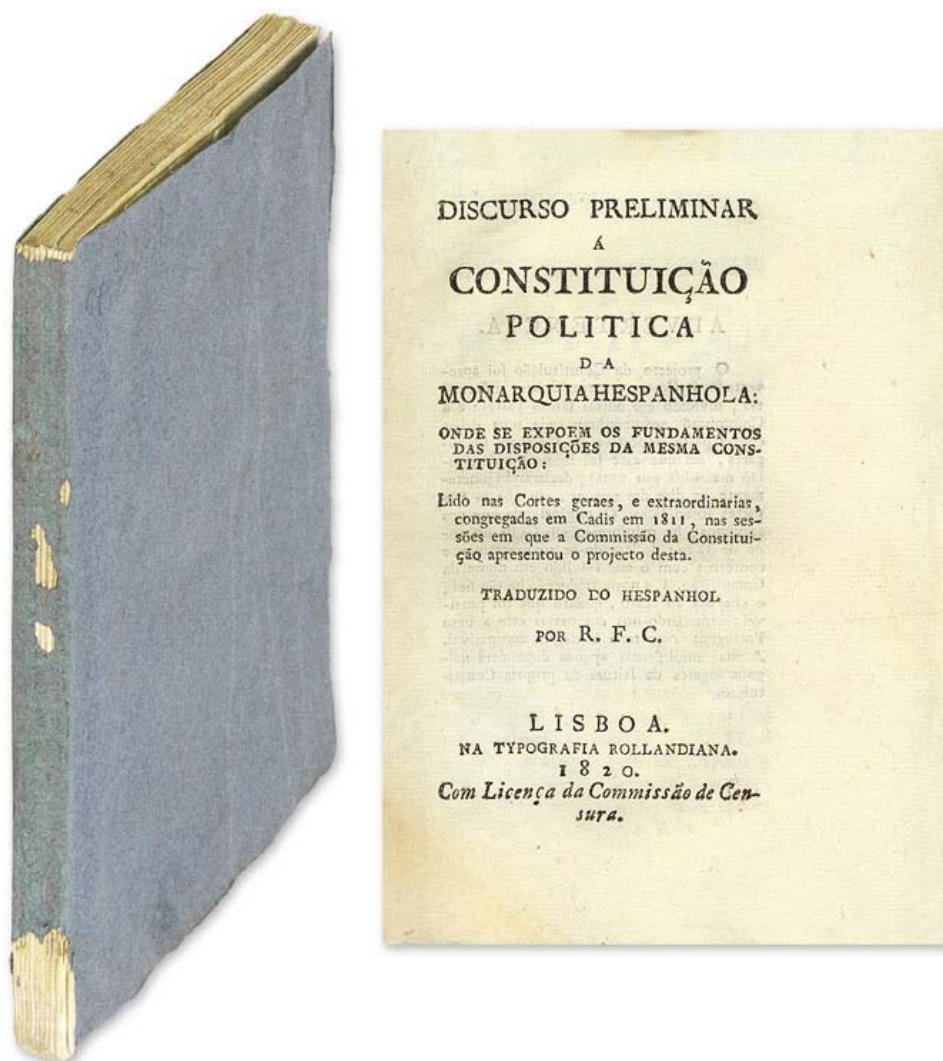 DISCURSO PRELIMINAR
Á
CONSTITUIÇÃO
POLITICA
DA
MONARQUIA HESPANHOLA:
ONDE SE EXPOEM OS FUNDAMENTOS
DAS DISPOSIÇÕES DA MESMA CONS-
TITUIÇÃO:
Lido nas Cortes geraes, e extraordinarias,
congregadas em Cadis em 1811, nas ses-
sões em que a Commissão da Constitui-
ção apresentou o projecto desta.
TRADUZIDO DO HESPANHOL
POR R. F. C.
LISBOA.
NA TYPOGRAFIA ROLLANDIANA.
1820.
Com Licença da Commissão de Cen-
sura.